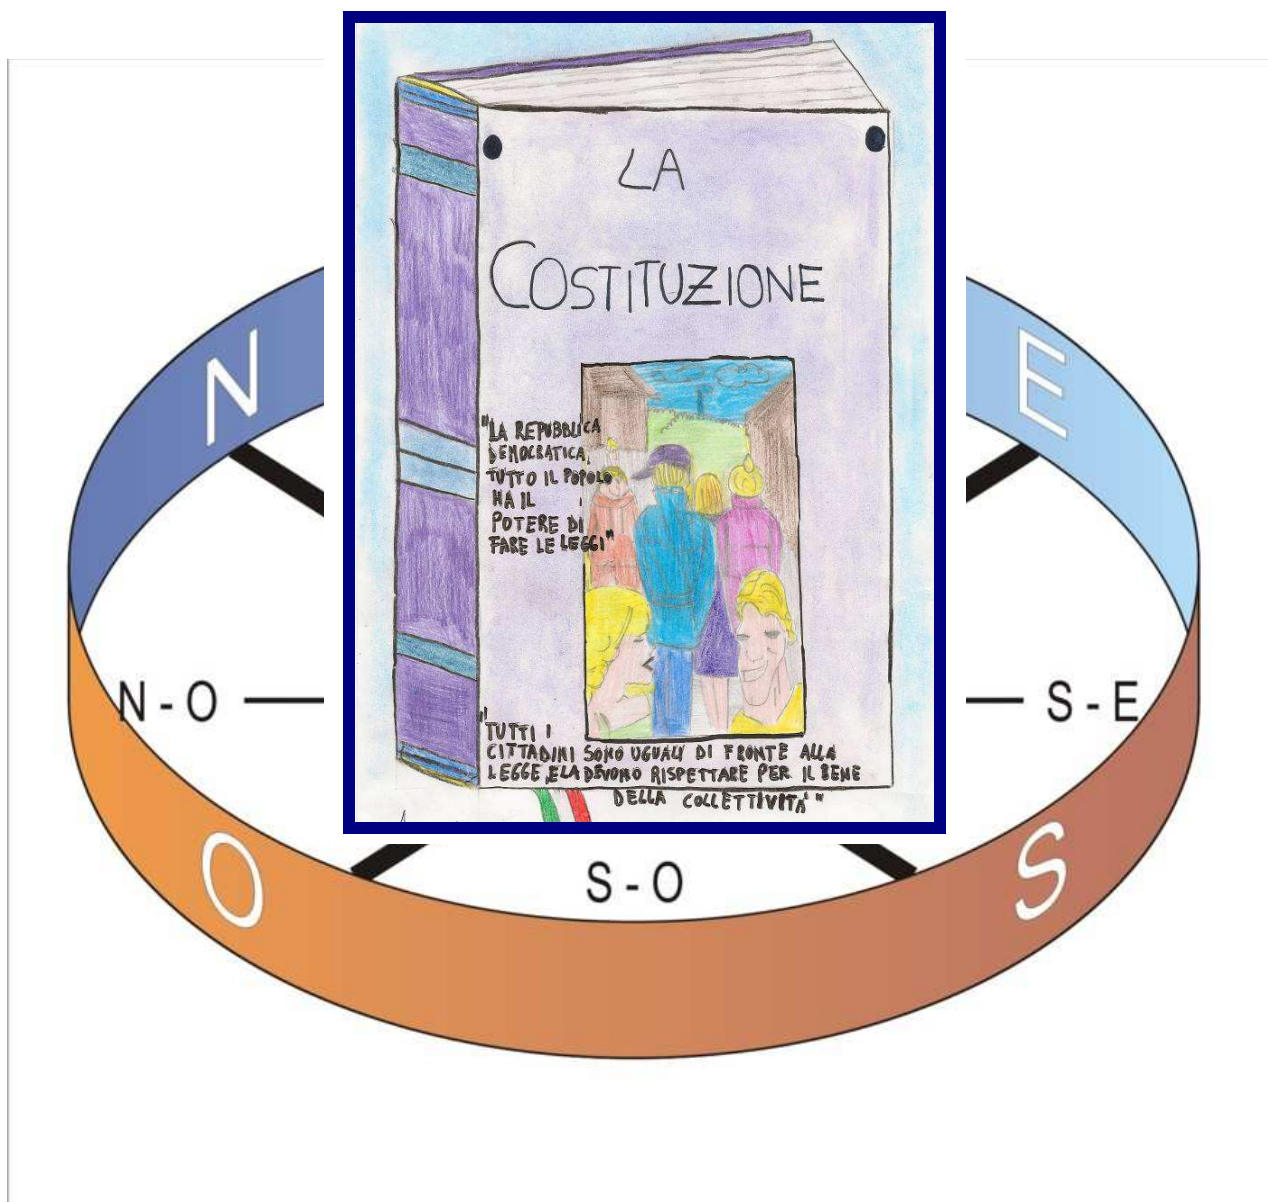 LA
COSTITUZIONE
N
E
"LA REPUBBLICA
DEMOCRATICA,
TUTTO IL POPOLO
HA IL
POTERE DI
FARE LE LEGGI"
N - O
S - E
"TUTTI I
CITTADINI SONO UGUALI DI FRONTE ALLA
LEGGE, E LA DEVONO RISPETTARE PER IL BENE
DELLA COLLETTIVITA'"
O
S - O
S